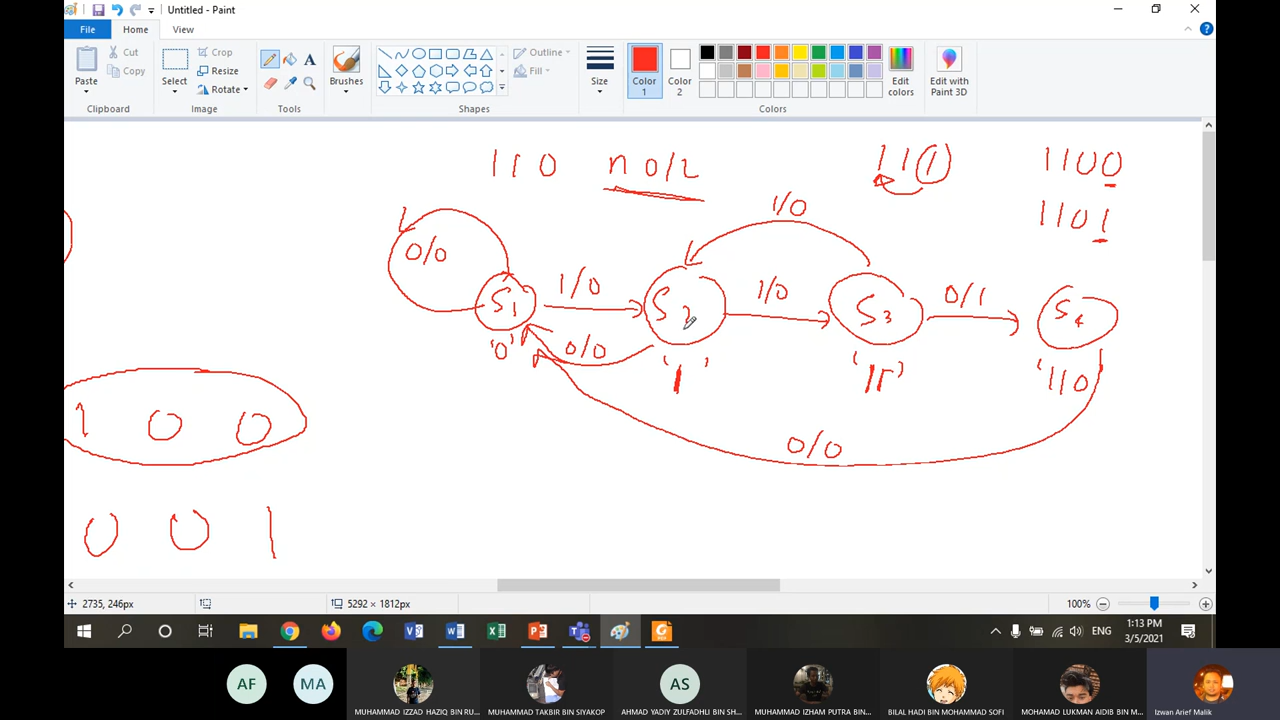 Untitled - Paint
File Home View
Cut
Copy
Paste
Clipboard
Crop
Resize
Rotate
Select
Image
Tools
Brushes
Outline
Fill
Shapes
Size
Color 1
Color 2
Edit colors
Colors
Edit with Paint 3D
110 n o/L 111 1100
1101
1/0
0/0
S1 1/0 S2 1/0 S3 0/1 S4
'0' 0/0 '1' '11' '110'
0/0
1 0 0
0 0 1
2735, 246px 5292 × 1812px 100%
ENG 1:13 PM
3/5/2021
AF MA AS
MUHAMMAD IZZAD HAZIQ BIN RU... MUHAMMAD TAKBIR BIN SIYAKOP AHMAD YADIY ZULFADHLI BIN SH... MUHAMMAD IZHAM PUTRA BIN... BILAL HADI BIN MOHAMMAD SOFI MOHAMAD LUKMAN AIDIB BIN M... Izwan Arief Malik